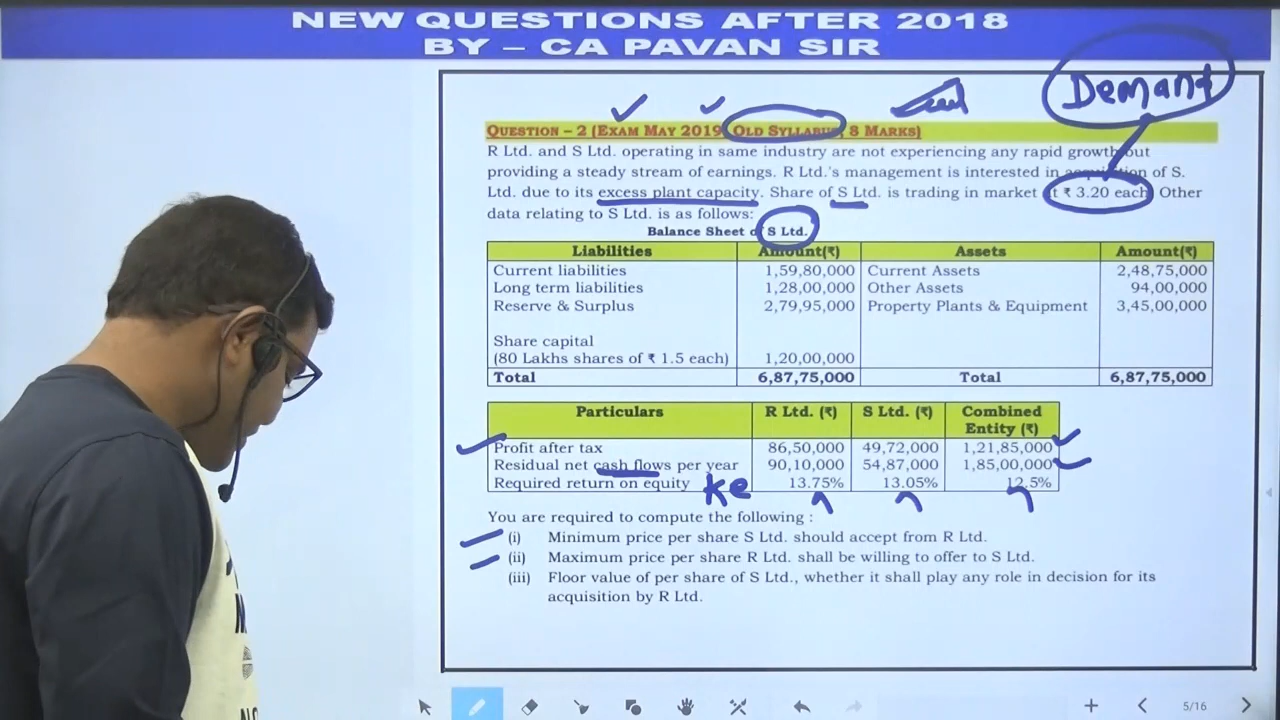 NEW QUESTIONS AFTER 2018
BY – CA PAVAN SIR
Demand
QUESTION – 2 (EXAM MAY 2019, OLD SYLLABUS, 8 MARKS)
R Ltd. and S Ltd. operating in same industry are not experiencing any rapid growth but
providing a steady stream of earnings. R Ltd.'s management is interested in acquisition of S.
Ltd. due to its excess plant capacity. Share of S Ltd. is trading in market at ₹ 3.20 each. Other
data relating to S Ltd. is as follows:
Balance Sheet of S Ltd.
Liabilities Amount(₹) Assets Amount(₹)
Current liabilities 1,59,80,000 Current Assets 2,48,75,000
Long term liabilities 1,28,00,000 Other Assets 94,00,000
Reserve & Surplus 2,79,95,000 Property Plants & Equipment 3,45,00,000
Share capital
(80 Lakhs shares of ₹ 1.5 each) 1,20,00,000
Total 6,87,75,000 Total 6,87,75,000
Particulars R Ltd. (₹) S Ltd. (₹) Combined
Entity (₹)
Profit after tax 86,50,000 49,72,000 1,21,85,000
Residual net cash flows per year 90,10,000 54,87,000 1,85,00,000
Required return on equity Ke 13.75% 13.05% 12.5%
You are required to compute the following :
(i) Minimum price per share S Ltd. should accept from R Ltd.
(ii) Maximum price per share R Ltd. shall be willing to offer to S Ltd.
(iii) Floor value of per share of S Ltd., whether it shall play any role in decision for its
acquisition by R Ltd.
5/16